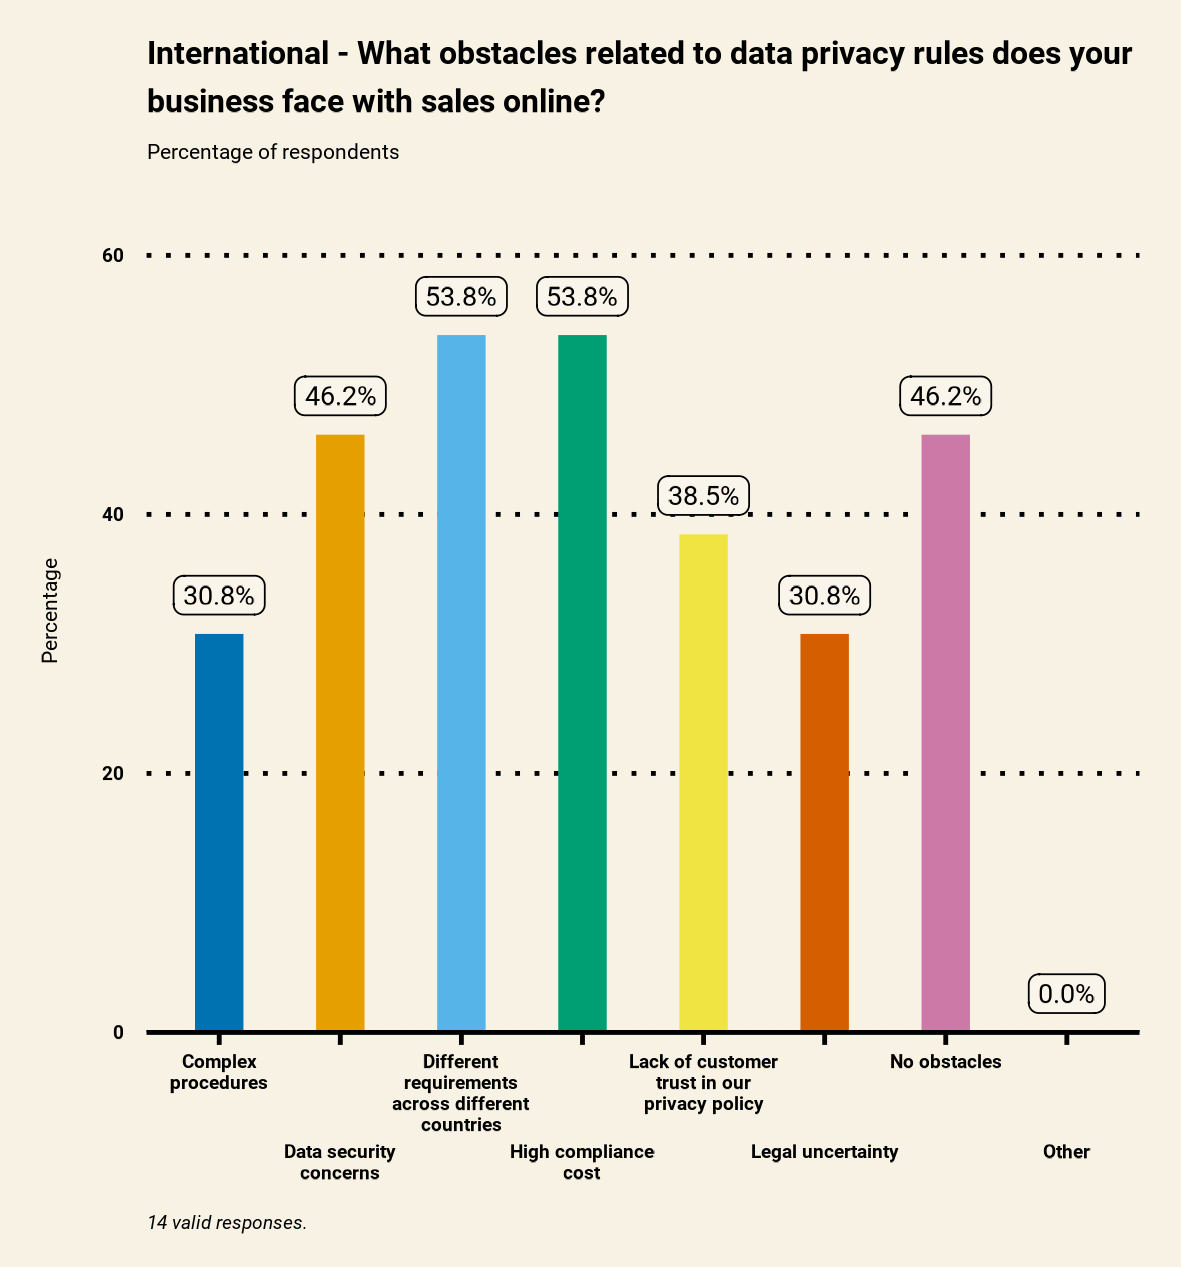 International - What obstacles related to data privacy rules does your
business face with sales online?
Percentage of respondents
60
53.8%
53.8%
46.2%
46.2%
38.5%
40
30.8%
30.8%
Percentage
20
0.0%
0
Complex
procedures
Different
requirements
across different
countries
Lack of customer
trust in our
privacy policy
No obstacles
Data security
concerns
High compliance
cost
Legal uncertainty
Other
14 valid responses.